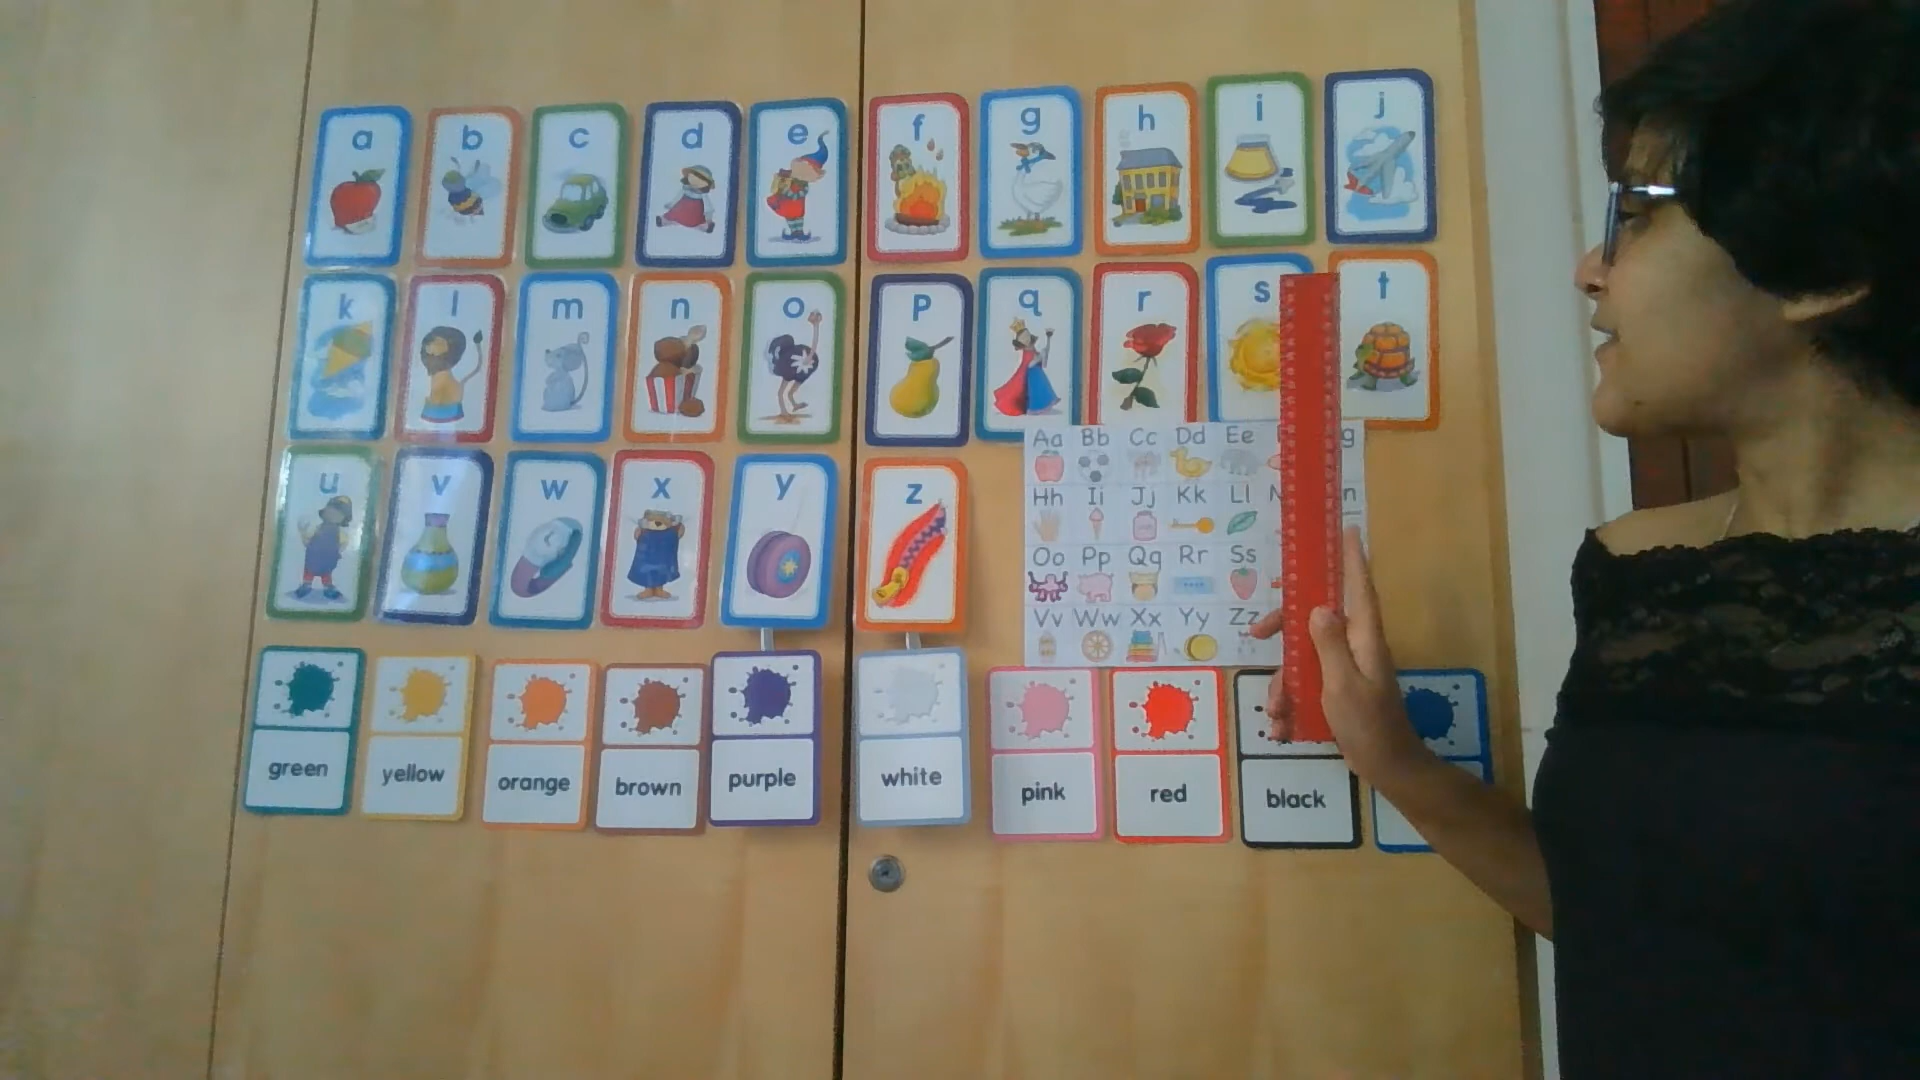 a b c d e f g h i j
k l m n o p q r s t
u v w x y z
Aa Bb Cc Dd Ee g
Hh Ii Jj Kk Ll n
Oo Pp Qq Rr Ss
Vv Ww Xx Yy Zz
green yellow orange brown purple white pink red black